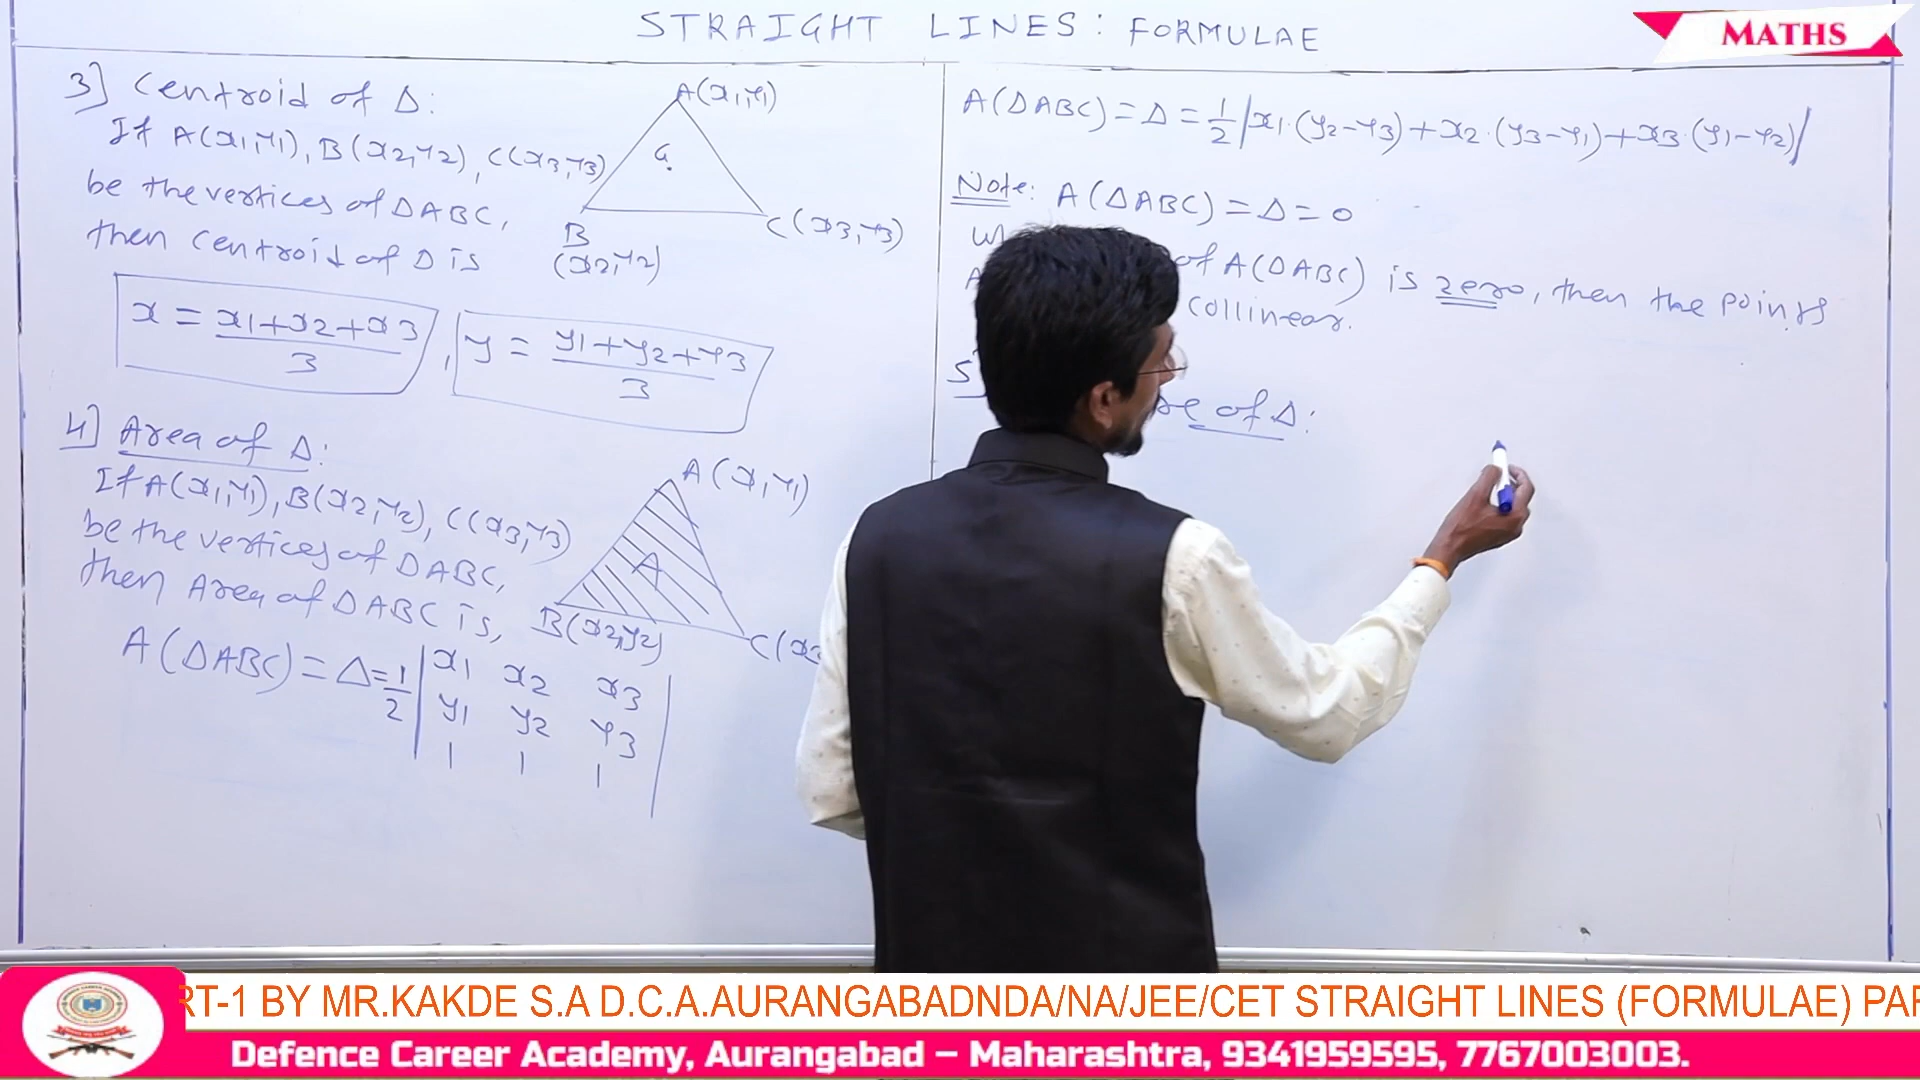 STRAIGHT LINES: FORMULAE
MATHS
3] Centroid of Δ:
If A(x1,y1), B(x2,y2), C(x3,y3)
be the vertices of ΔABC,
then centroid of Δ is
x = x1+x2+x3 / 3 , y = y1+y2+y3 / 3
A(x1,y1)
G
B
(x2,y2)
C(x3,y3)
4] Area of Δ:
If A(x1,y1), B(x2,y2), C(x3,y3)
be the vertices of ΔABC,
then Area of ΔABC is,
A(x1,y1)
A
B(x2,y2)
C(x3
A(ΔABC) = Δ = 1/2 | x1 x2 x3
y1 y2 y3
1 1 1 |
A(ΔABC) = Δ = 1/2 |x1.(y2-y3)+x2.(y3-y1)+x3.(y1-y2)|
Note: A(ΔABC) = Δ = 0
of A(ΔABC) is zero, then the points
collinear.
5
re of Δ:
RT-1 BY MR.KAKDE S.A D.C.A.AURANGABADNDA/NA/JEE/CET STRAIGHT LINES (FORMULAE) PAR
Defence Career Academy, Aurangabad – Maharashtra, 9341959595, 7767003003.